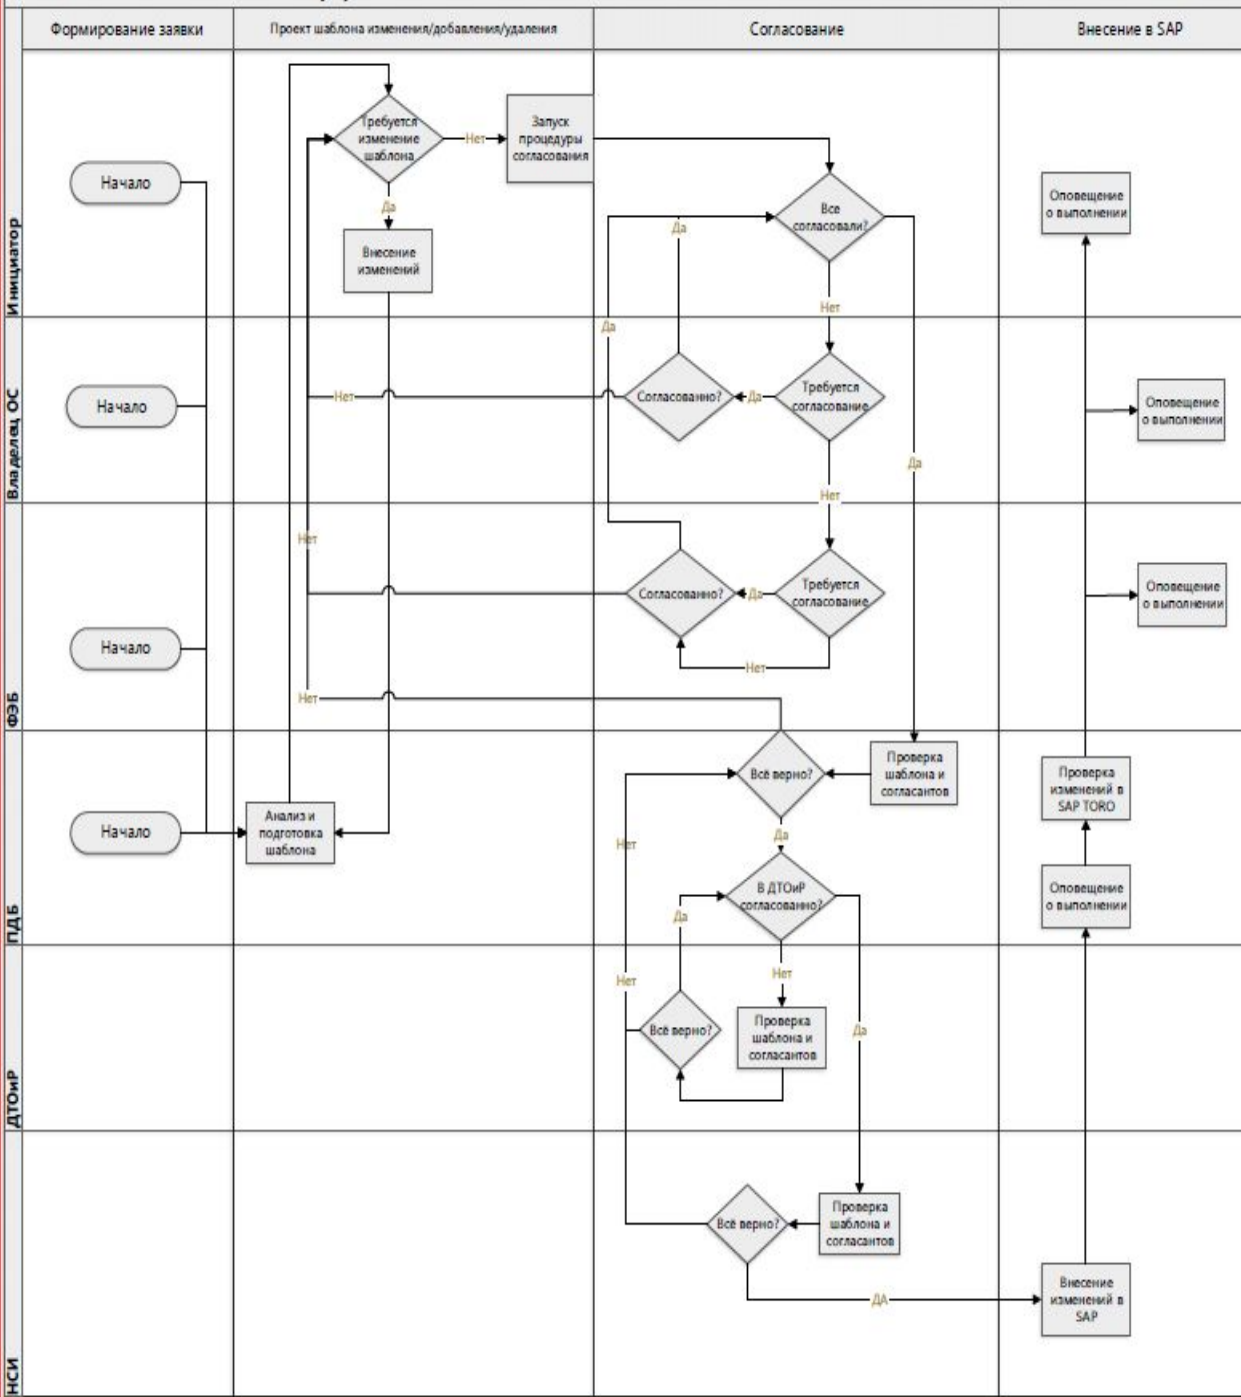 Формирование заявки
Проект шаблона изменения/добавления/удаления
Согласование
Внесение в SAP
Инициатор
Начало
Требуется
изменение
шаблона
Нет
Запуск
процедуры
согласования
Да
Внесение
изменений
Все
согласовали?
Да
Нет
Оповещение
о выполнении
Владелец ОС
Начало
Да
Нет
Согласованно?
Да
Требуется
согласование
Да
Нет
Оповещение
о выполнении
ФЭБ
Начало
Нет
Согласованно?
Да
Требуется
согласование
Нет
Нет
Оповещение
о выполнении
ПДБ
Начало
Анализ и
подготовка
шаблона
Всё верно?
Проверка
шаблона и
согласантов
Да
Нет
В ДТОиР
согласованно?
Да
Проверка
изменений в
SAP TORO
Оповещение
о выполнении
ДТОиР
Нет
Нет
Всё верно?
Проверка
шаблона и
согласантов
Да
НСИ
Всё верно?
Проверка
шаблона и
согласантов
ДА
Внесение
изменений в
SAP